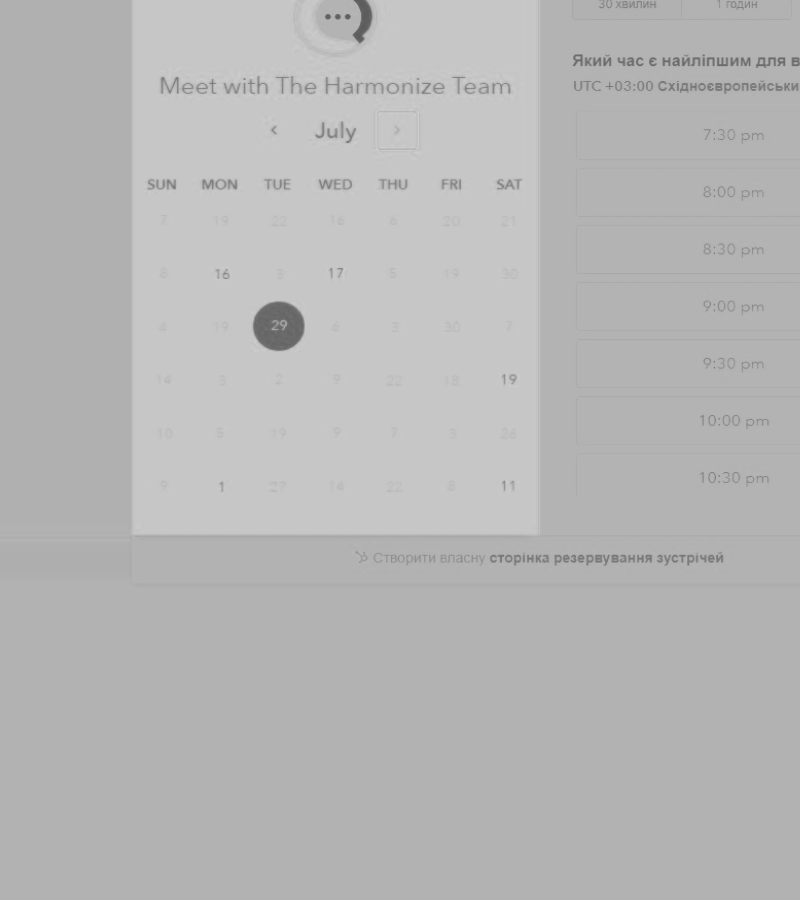 30 хвилин 1 годин
Meet with The Harmonize Team
July
SUN MON TUE WED THU FRI SAT
7 19 22 16 6 20 21
8 16 3 17 5 19 30
4 19 29 6 3 30 7
14 3 2 9 22 18 19
10 5 19 9 7 3 26
9 1 27 14 22 8 11
Який час є найліпшим для в
UTC +03:00 Східноєвропейськи
7:30 pm
8:00 pm
8:30 pm
9:00 pm
9:30 pm
10:00 pm
10:30 pm
Створити власну сторінка резервування зустрічей